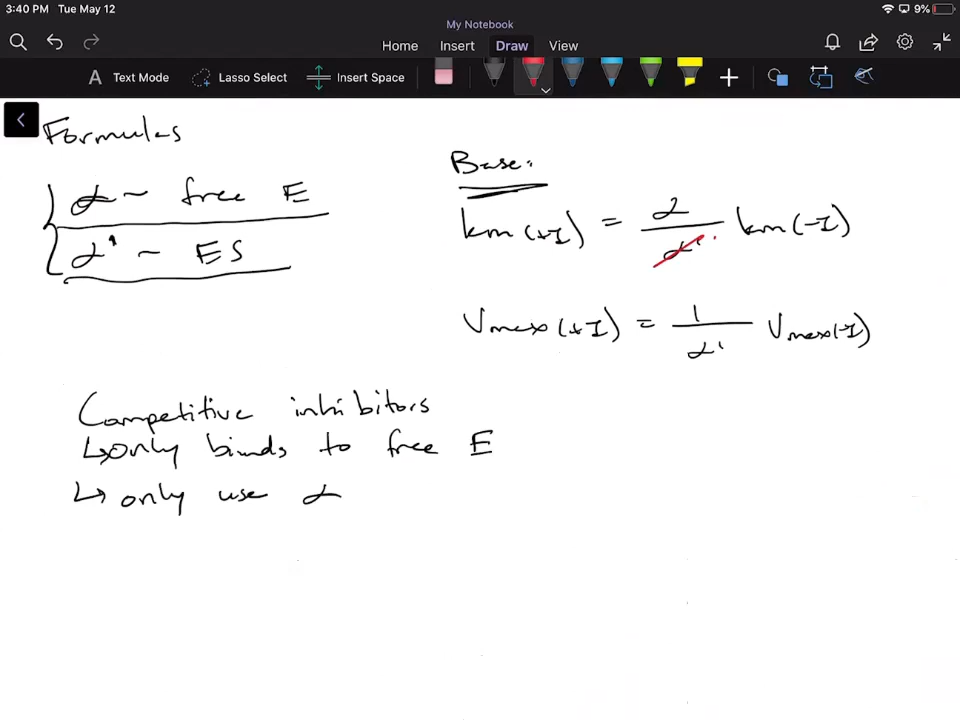 3:40 PM Tue May 12
9%
My Notebook
Home Insert Draw View
Text Mode Lasso Select Insert Space
Formulas
α ~ free E
α' ~ ES
Base:
km (+I) = α / α' km (-I)
Vmax (+I) = 1 / α' Vmax (-I)
Competitive inhibitors
↳ only binds to free E
↳ only use α